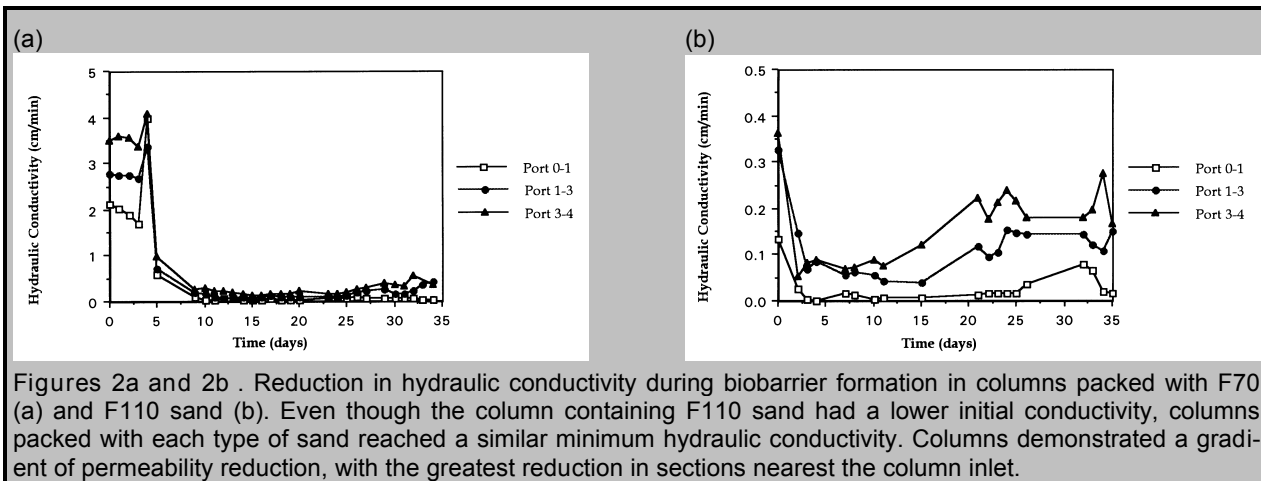 (a)
(b)
5
4
3
2
1
0
Hydraulic Conductivity (cm/min)
0 5 10 15 20 25 30 35
Time (days)
Port 0-1
Port 1-3
Port 3-4
0.5
0.4
0.3
0.2
0.1
0.0
Hydraulic Conductivity (cm/min)
0 5 10 15 20 25 30 35
Time (days)
Port 0-1
Port 1-3
Port 3-4
Figures 2a and 2b . Reduction in hydraulic conductivity during biobarrier formation in columns packed with F70
(a) and F110 sand (b). Even though the column containing F110 sand had a lower initial conductivity, columns
packed with each type of sand reached a similar minimum hydraulic conductivity. Columns demonstrated a gradi-
ent of permeability reduction, with the greatest reduction in sections nearest the column inlet.